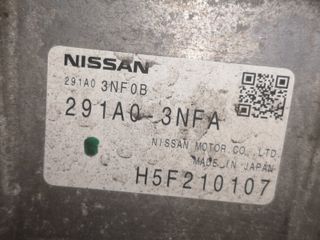 NISSAN
291A0 3NF0B
291A0-3NFA
NISSAN MOTOR CO., LTD.
MADE IN JAPAN
H5F210107